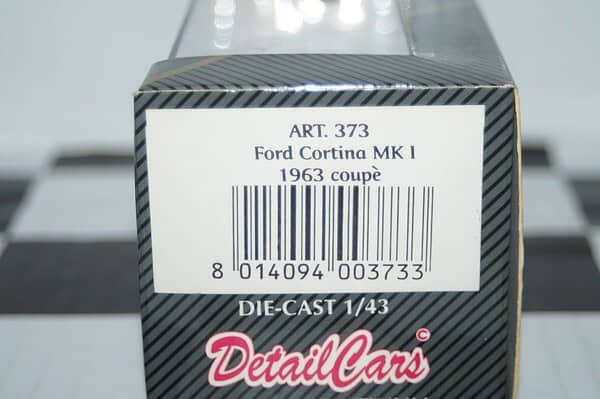 ART. 373
Ford Cortina MK I
1963 coupè
8 014094 003733
DIE-CAST 1/43
DetailCars ©